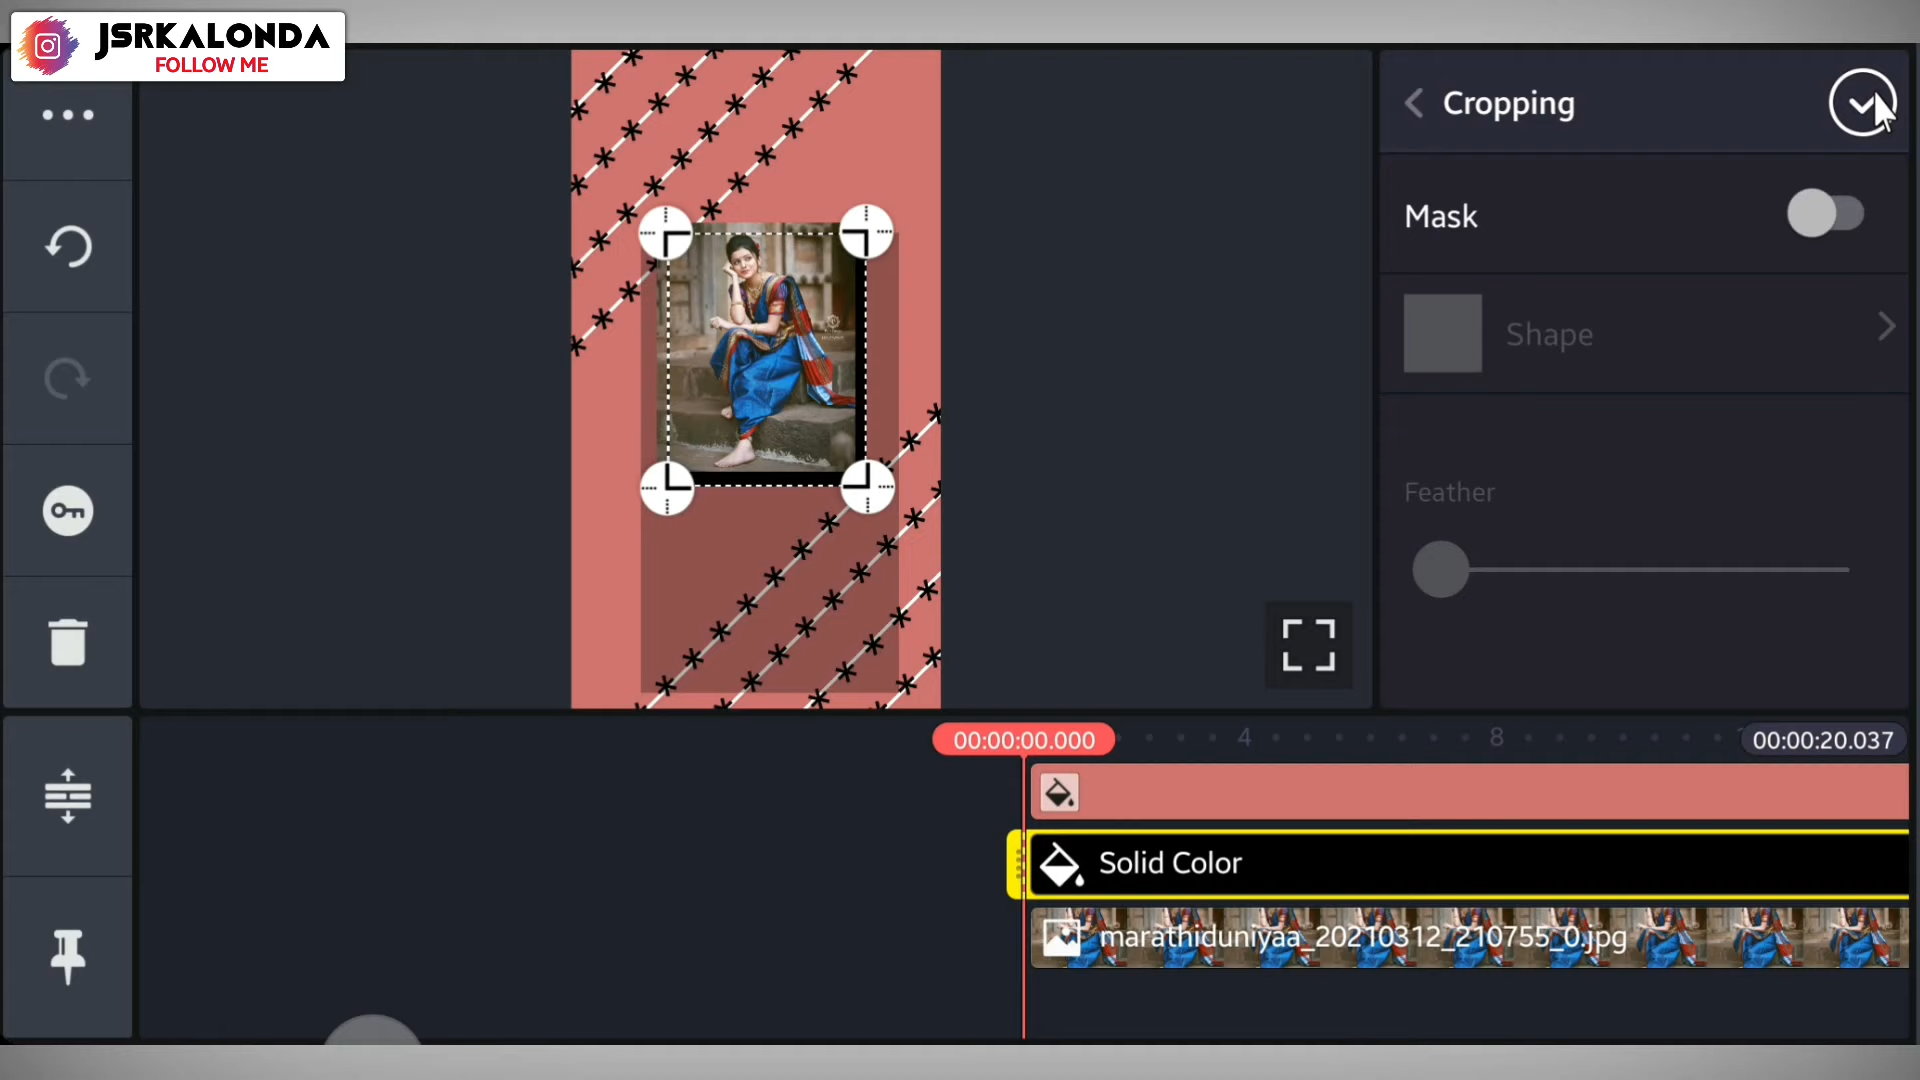 JSRKALONDA
FOLLOW ME
Cropping
Mask
Shape
Feather
00:00:00.000
4
8
00:00:20.037
Solid Color
marathiduniyaa_20210312_210755_0.jpg